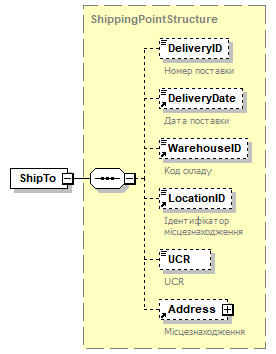 ShippingPointStructure
DeliveryID
Номер поставки
DeliveryDate
Дата поставки
WarehouseID
Код складу
ShipTo
LocationID
Ідентифікатор
місцезнаходження
UCR
UCR
Address
Місцезнаходження